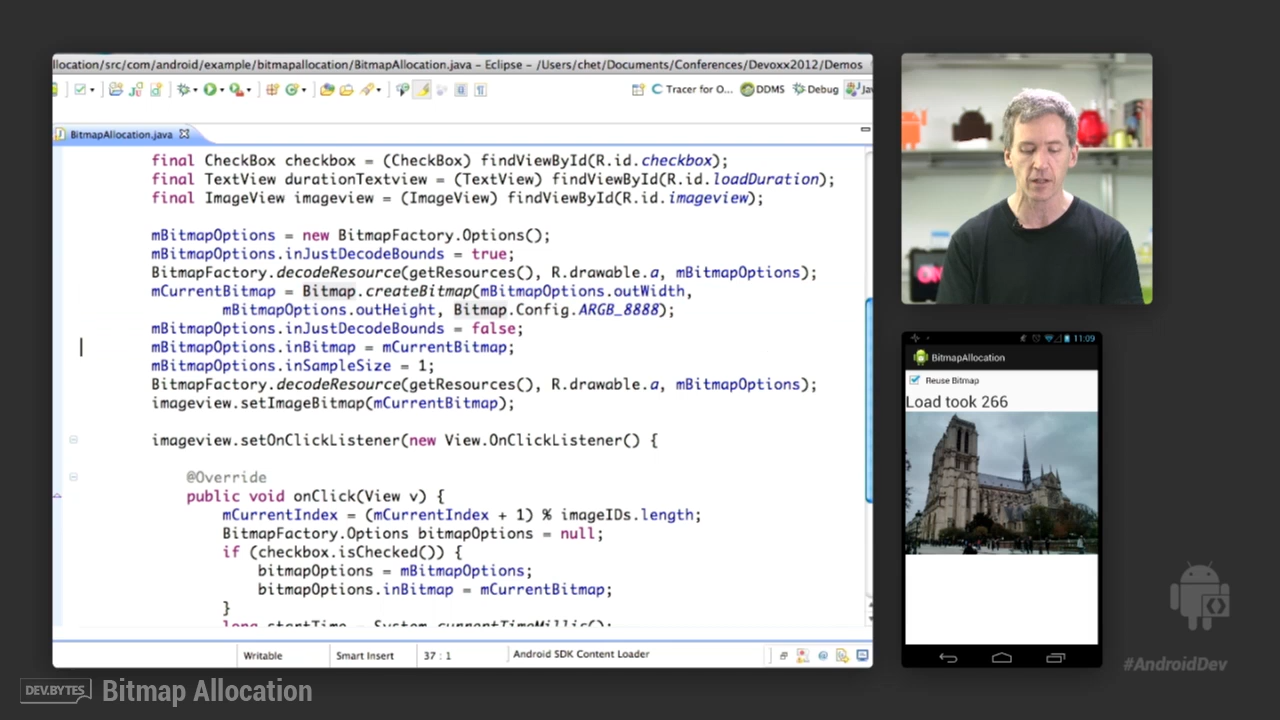 llocation/src/com/android/example/bitmapallocation/BitmapAllocation.java - Eclipse - /Users/chet/Documents/Conferences/Devoxx2012/Demos
Tracer for O... DDMS Debug Jav
BitmapAllocation.java
final CheckBox checkbox = (CheckBox) findViewById(R.id.checkbox);
final TextView durationTextview = (TextView) findViewById(R.id.loadDuration);
final ImageView imageview = (ImageView) findViewById(R.id.imageview);
mBitmapOptions = new BitmapFactory.Options();
mBitmapOptions.inJustDecodeBounds = true;
BitmapFactory.decodeResource(getResources(), R.drawable.a, mBitmapOptions);
mCurrentBitmap = Bitmap.createBitmap(mBitmapOptions.outWidth,
mBitmapOptions.outHeight, Bitmap.Config.ARGB_8888);
mBitmapOptions.inJustDecodeBounds = false;
mBitmapOptions.inBitmap = mCurrentBitmap;
mBitmapOptions.inSampleSize = 1;
BitmapFactory.decodeResource(getResources(), R.drawable.a, mBitmapOptions);
imageview.setImageBitmap(mCurrentBitmap);
imageview.setOnClickListener(new View.OnClickListener() {
@Override
public void onClick(View v) {
mCurrentIndex = (mCurrentIndex + 1) % imageIDs.length;
BitmapFactory.Options bitmapOptions = null;
if (checkbox.isChecked()) {
bitmapOptions = mBitmapOptions;
bitmapOptions.inBitmap = mCurrentBitmap;
}
long startTime = System.currentTimeMillis();
Writable Smart Insert 37 : 1 Android SDK Content Loader
11:09
BitmapAllocation
Reuse Bitmap
Load took 266
#AndroidDev
DEV.BYTES Bitmap Allocation